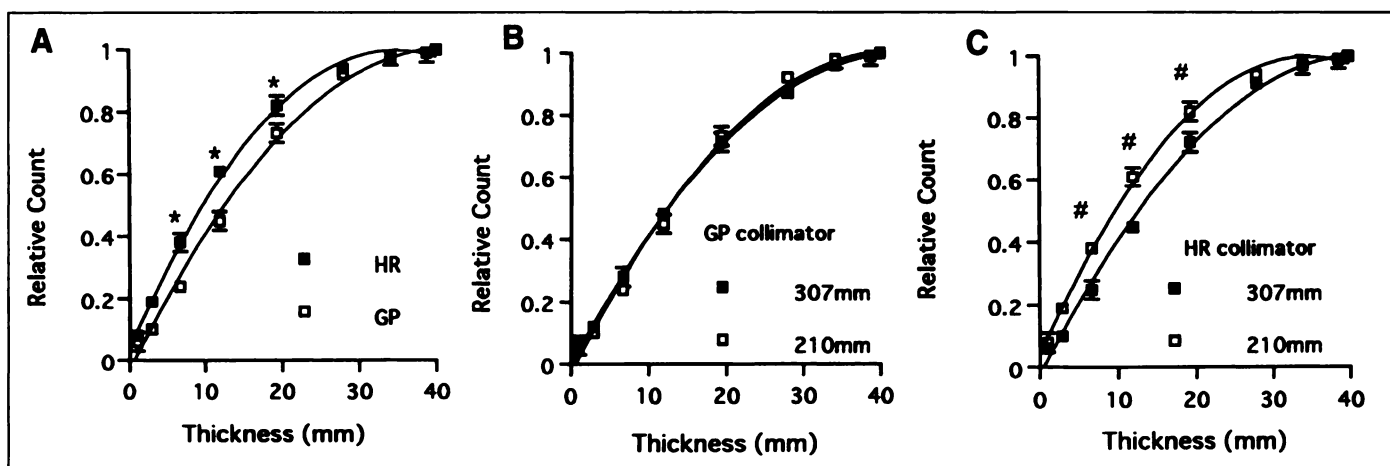 A
1
0.8
0.6
0.4
0.2
0
Relative Count
*
*
*
HR
GP
0
10
20
30
40
Thickness (mm)
B
1
0.8
0.6
0.4
0.2
0
Relative Count
GP collimator
307mm
210mm
0
10
20
30
40
Thickness (mm)
C
1
0.8
0.6
0.4
0.2
0
Relative Count
#
#
#
HR collimator
307mm
210mm
0
10
20
30
40
Thickness (mm)